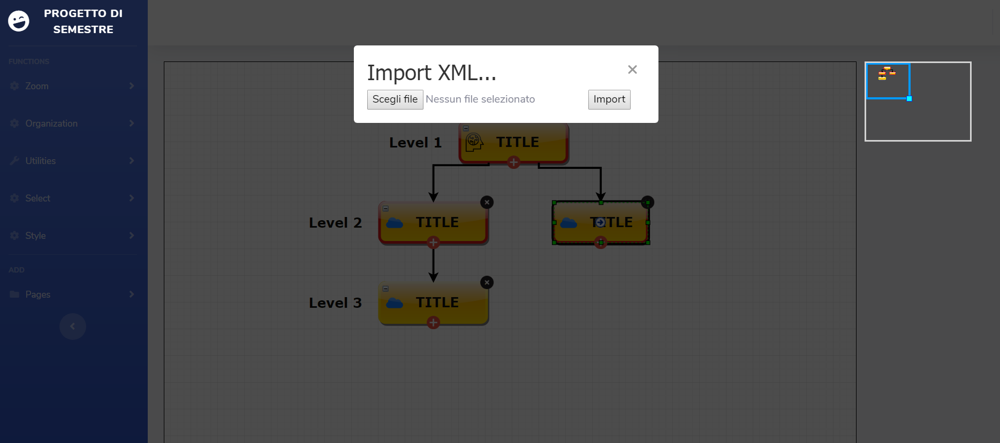 PROGETTO DI
SEMESTRE
FUNCTIONS
Zoom
Organization
Utilities
Select
Style
ADD
Pages
Import XML...
Scegli file Nessun file selezionato Import
Level 1 TITLE
Level 2 TITLE TITLE
Level 3 TITLE